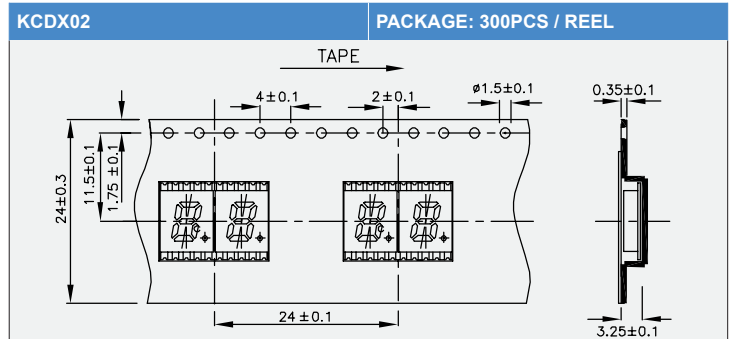 KCDX02
PACKAGE: 300PCS / REEL
TAPE
4±0.1
2±0.1
ø1.5±0.1
0.35±0.1
24±0.3
11.5±0.1
1.75 ±0.1
24±0.1
3.25±0.1